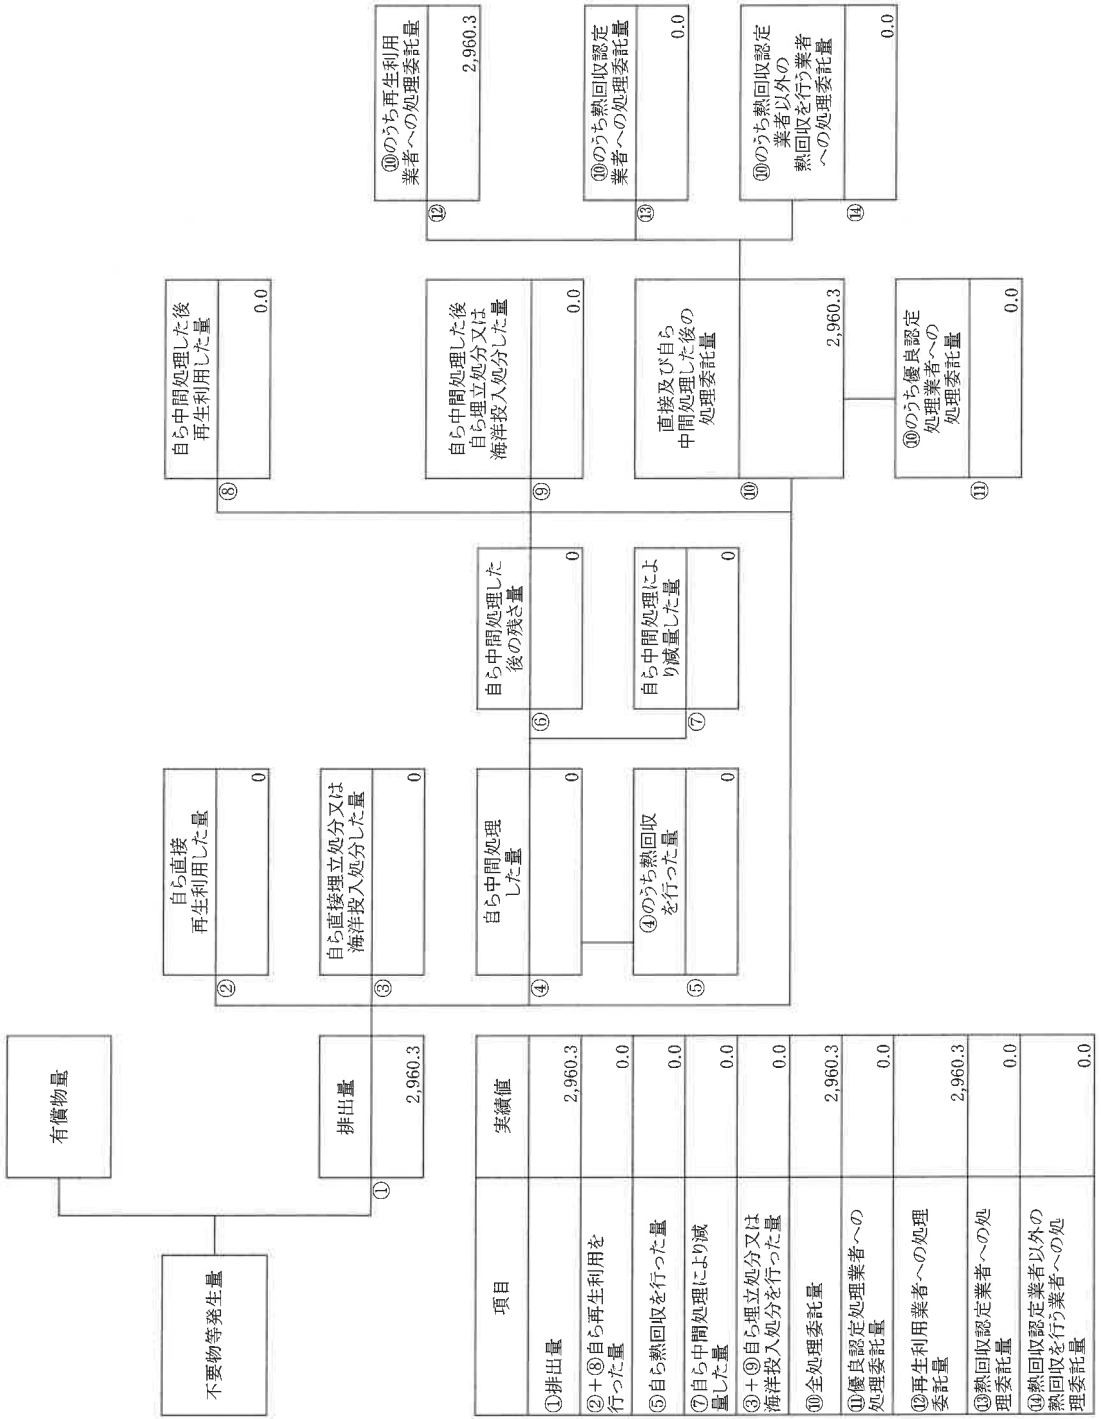 不要物等発生量
有償物量
①
排出量
2,960.3
②
自ら直接
再生利用した量
0
③
自ら直接埋立処分又は
海洋投入処分した量
0
④
自ら中間処理
した量
0
⑤
④のうち熱回収
を行った量
0
⑥
自ら中間処理した
後の残さ量
0
⑦
自ら中間処理によ
り減量した量
0
⑧
自ら中間処理した後
再生利用した量
0.0
⑨
自ら中間処理した後
自ら埋立処分又は
海洋投入処分した量
0.0
⑩
直接及び自ら
中間処理した後の
処理委託量
2,960.3
⑪
⑩のうち優良認定
処理業者への
処理委託量
0.0
⑫
⑩のうち再生利用
業者への処理委託量
2,960.3
⑬
⑩のうち熱回収認定
業者への処理委託量
0.0
⑭
⑩のうち熱回収認定
業者以外の
熱回収を行う業者
への処理委託量
0.0
項目 実績値
①排出量 2,960.3
②+⑧自ら再生利用を
行った量 0.0
⑤自ら熱回収を行った量 0.0
⑦自ら中間処理により減
量した量 0.0
③+⑨自ら埋立処分又は
海洋投入処分を行った量 0.0
⑩全処理委託量 2,960.3
⑪優良認定処理業者への
処理委託量 0.0
⑫再生利用業者への処理
委託量 2,960.3
⑬熱回収認定業者への処
理委託量 0.0
⑭熱回収認定業者以外の
熱回収を行う業者への処
理委託量 0.0